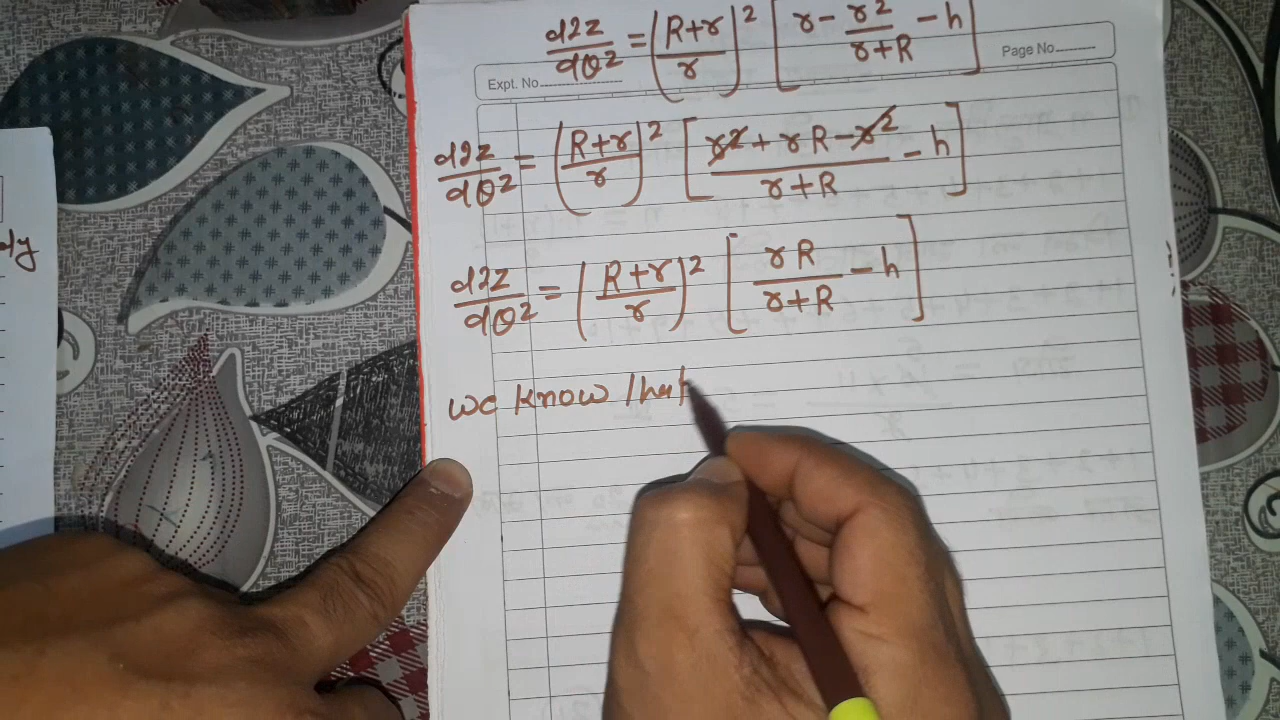 d2z/dθ2 = (R+r/r)2 [r - r2/r+R - h]
Expt. No.
Page No.
d2z/dθ2 = (R+r/r)2 [r2 + rR - r2/r+R - h]
d2z/dθ2 = (R+r/r)2 [rR/r+R - h]
we know that
dy